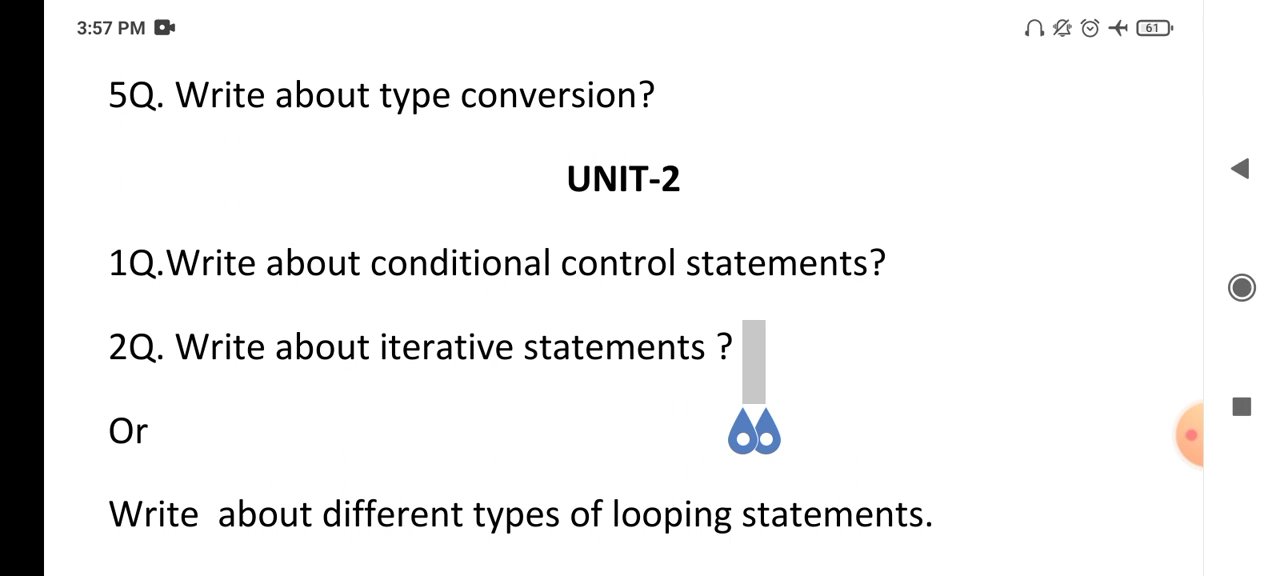 3:57 PM
61
5Q. Write about type conversion?
UNIT-2
1Q.Write about conditional control statements?
2Q. Write about iterative statements ?
Or
Write  about different types of looping statements.